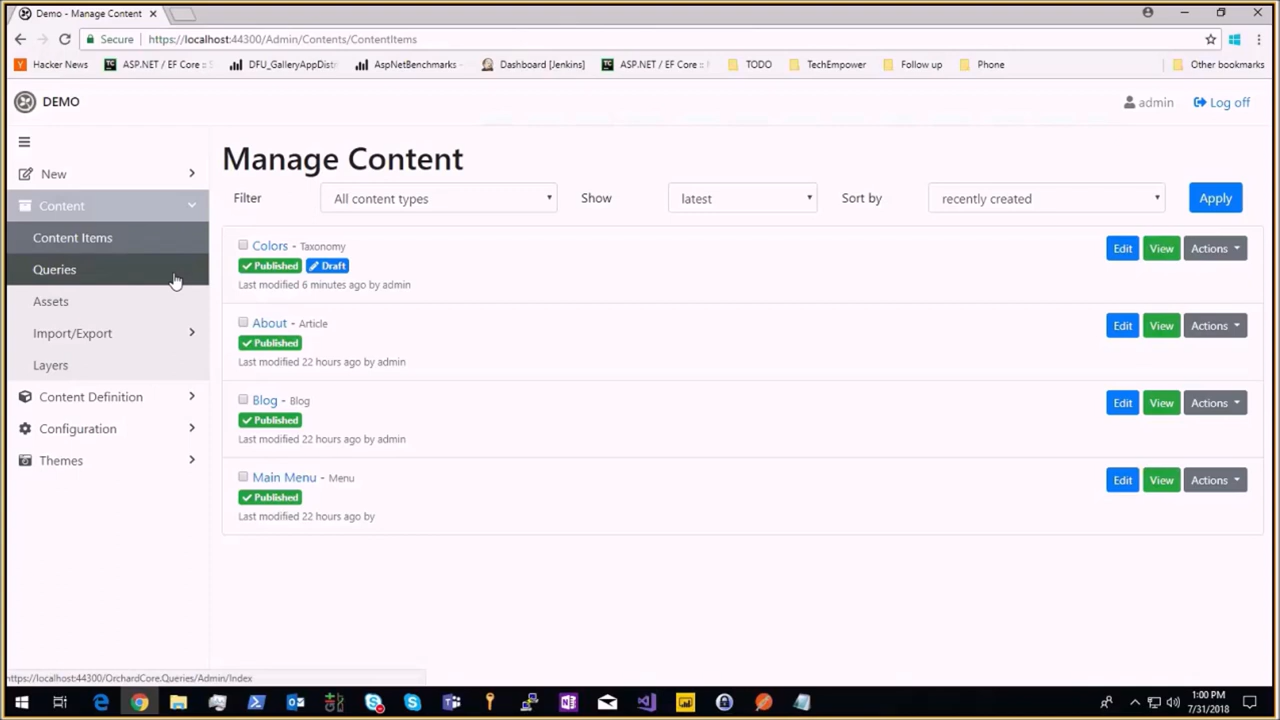 Demo - Manage Content
Secure https://localhost:44300/Admin/Contents/ContentItems
Hacker News ASP.NET / EF Core :: DFU_GalleryAppDist AspNetBenchmarks Dashboard [Jenkins] ASP.NET / EF Core :: TODO TechEmpower Follow up Phone Other bookmarks
DEMO admin Log off
New
Content
Content Items
Queries
Assets
Import/Export
Layers
Content Definition
Configuration
Themes
Manage Content
Filter All content types Show latest Sort by recently created Apply
Colors - Taxonomy Edit View Actions
Published Draft
Last modified 6 minutes ago by admin
About - Article Edit View Actions
Published
Last modified 22 hours ago by admin
Blog - Blog Edit View Actions
Published
Last modified 22 hours ago by admin
Main Menu - Menu Edit View Actions
Published
Last modified 22 hours ago by
https://localhost:44300/OrchardCore.Queries/Admin/Index
1:00 PM
7/31/2018